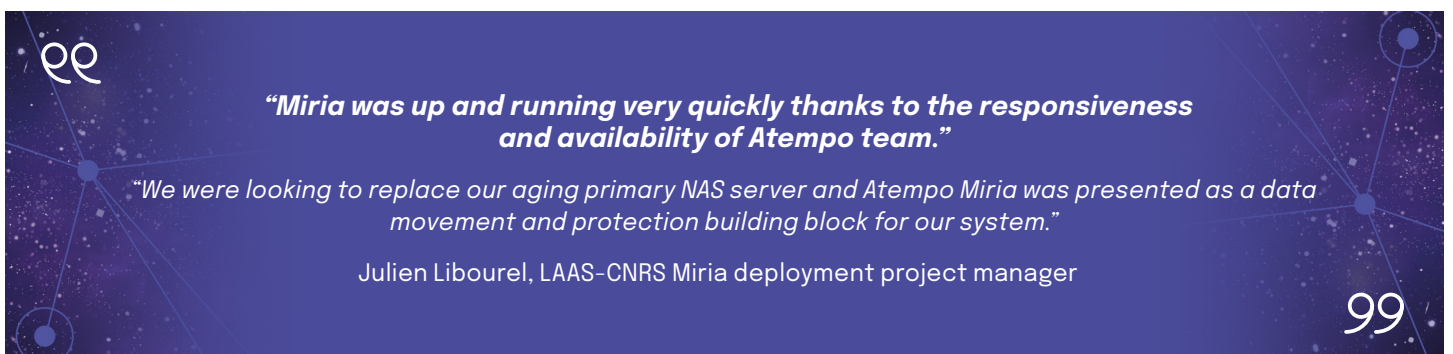 “Miria was up and running very quickly thanks to the responsiveness
and availability of Atempo team.”
“We were looking to replace our aging primary NAS server and Atempo Miria was presented as a data
movement and protection building block for our system.”
Julien Libourel, LAAS-CNRS Miria deployment project manager